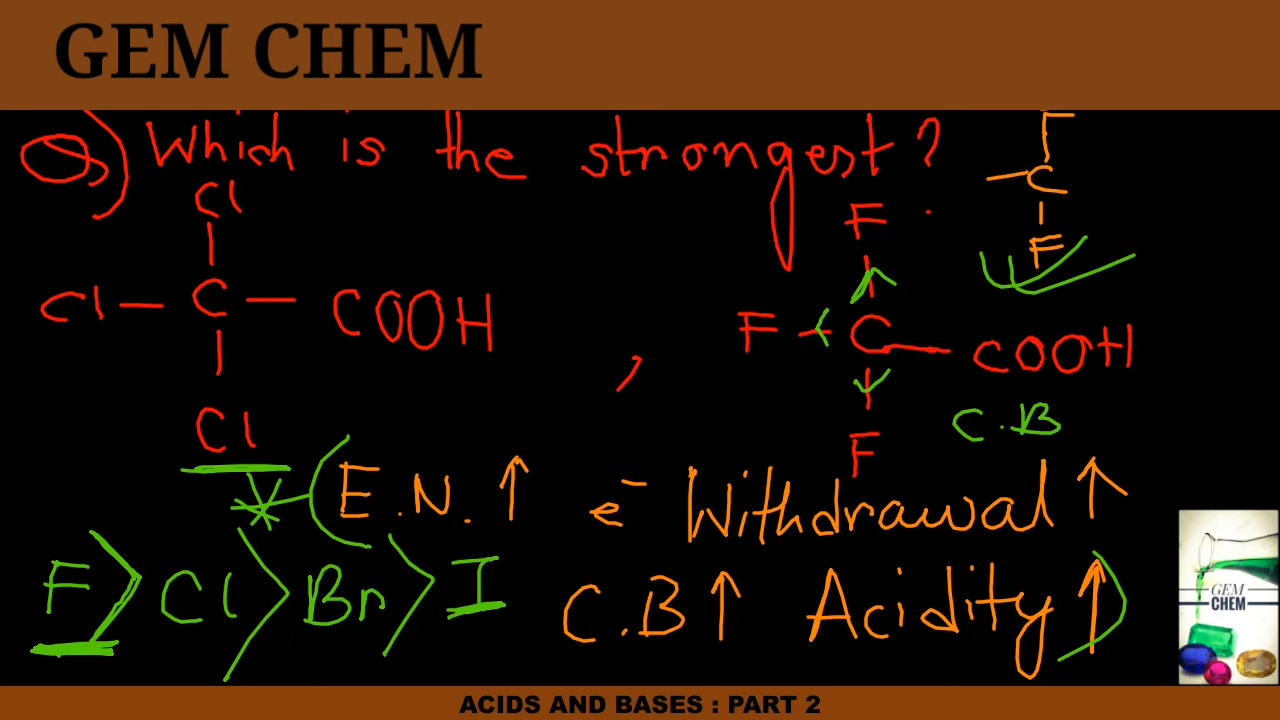 GEM CHEM
Q) Which is the strongest?
F
— C
F
Cl
Cl — C — COOH
Cl
,
F
F — C — COOH
F
C.B
E.N. ↑ e⁻ Withdrawal ↑
F > Cl > Br > I
C.B ↑ Acidity ↑
GEM
CHEM
ACIDS AND BASES : PART 2